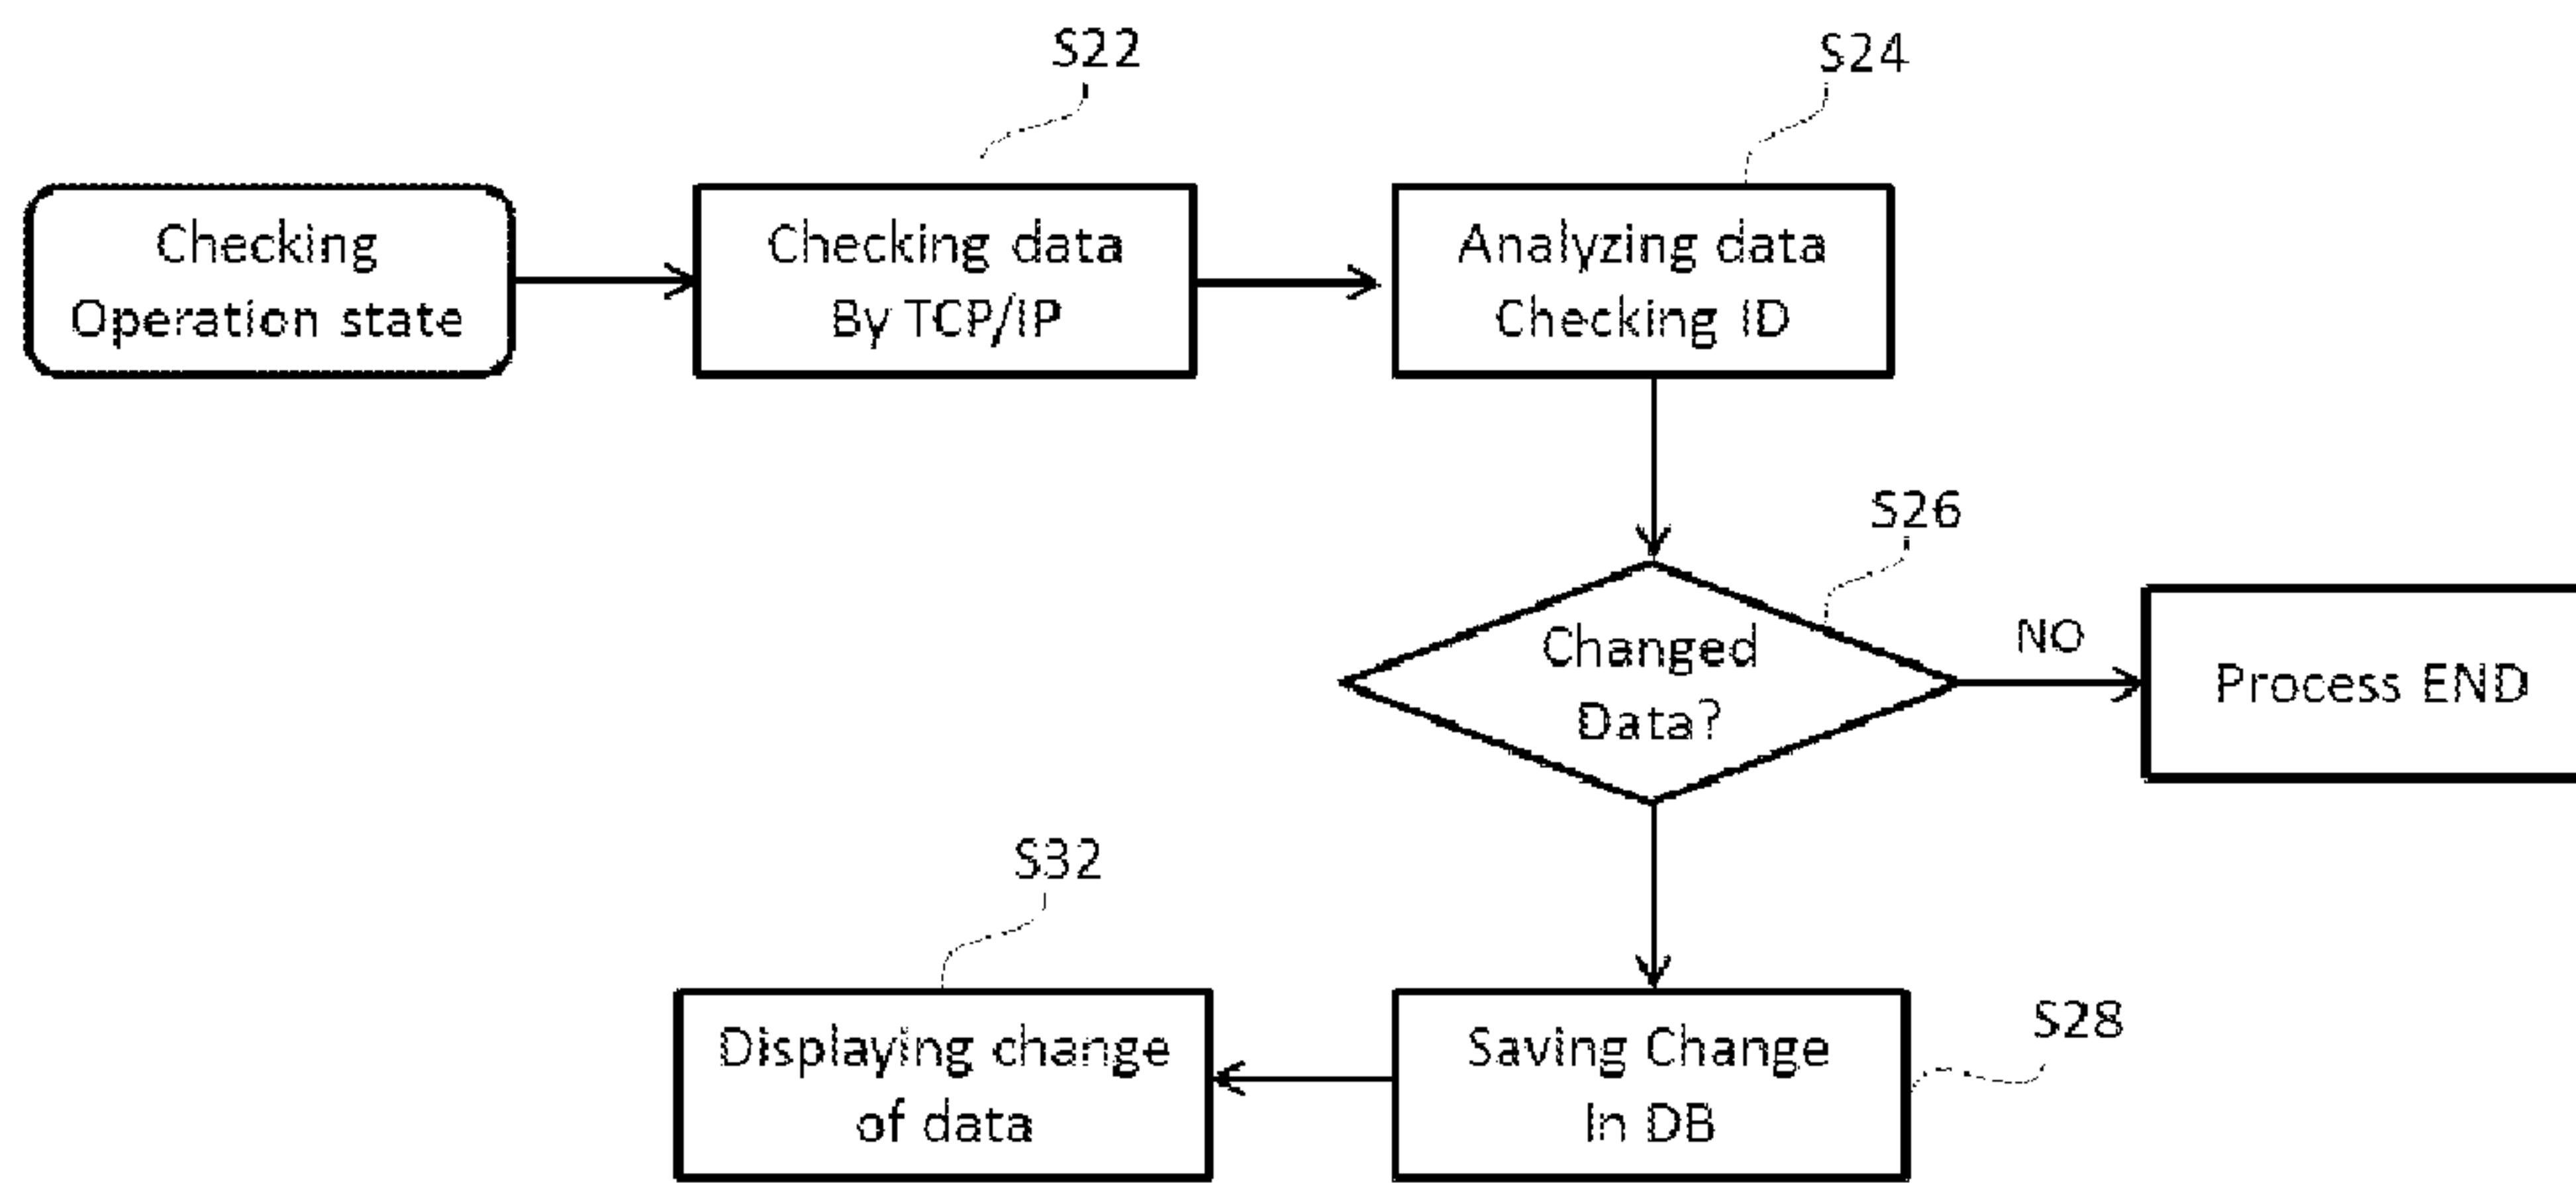 S22
S24
Checking
Operation state
Checking data
By TCP/IP
Analyzing data
Checking ID
S26
Changed
Data?
NO
Process END
S32
Displaying change
of data
Saving Change
In DB
S28